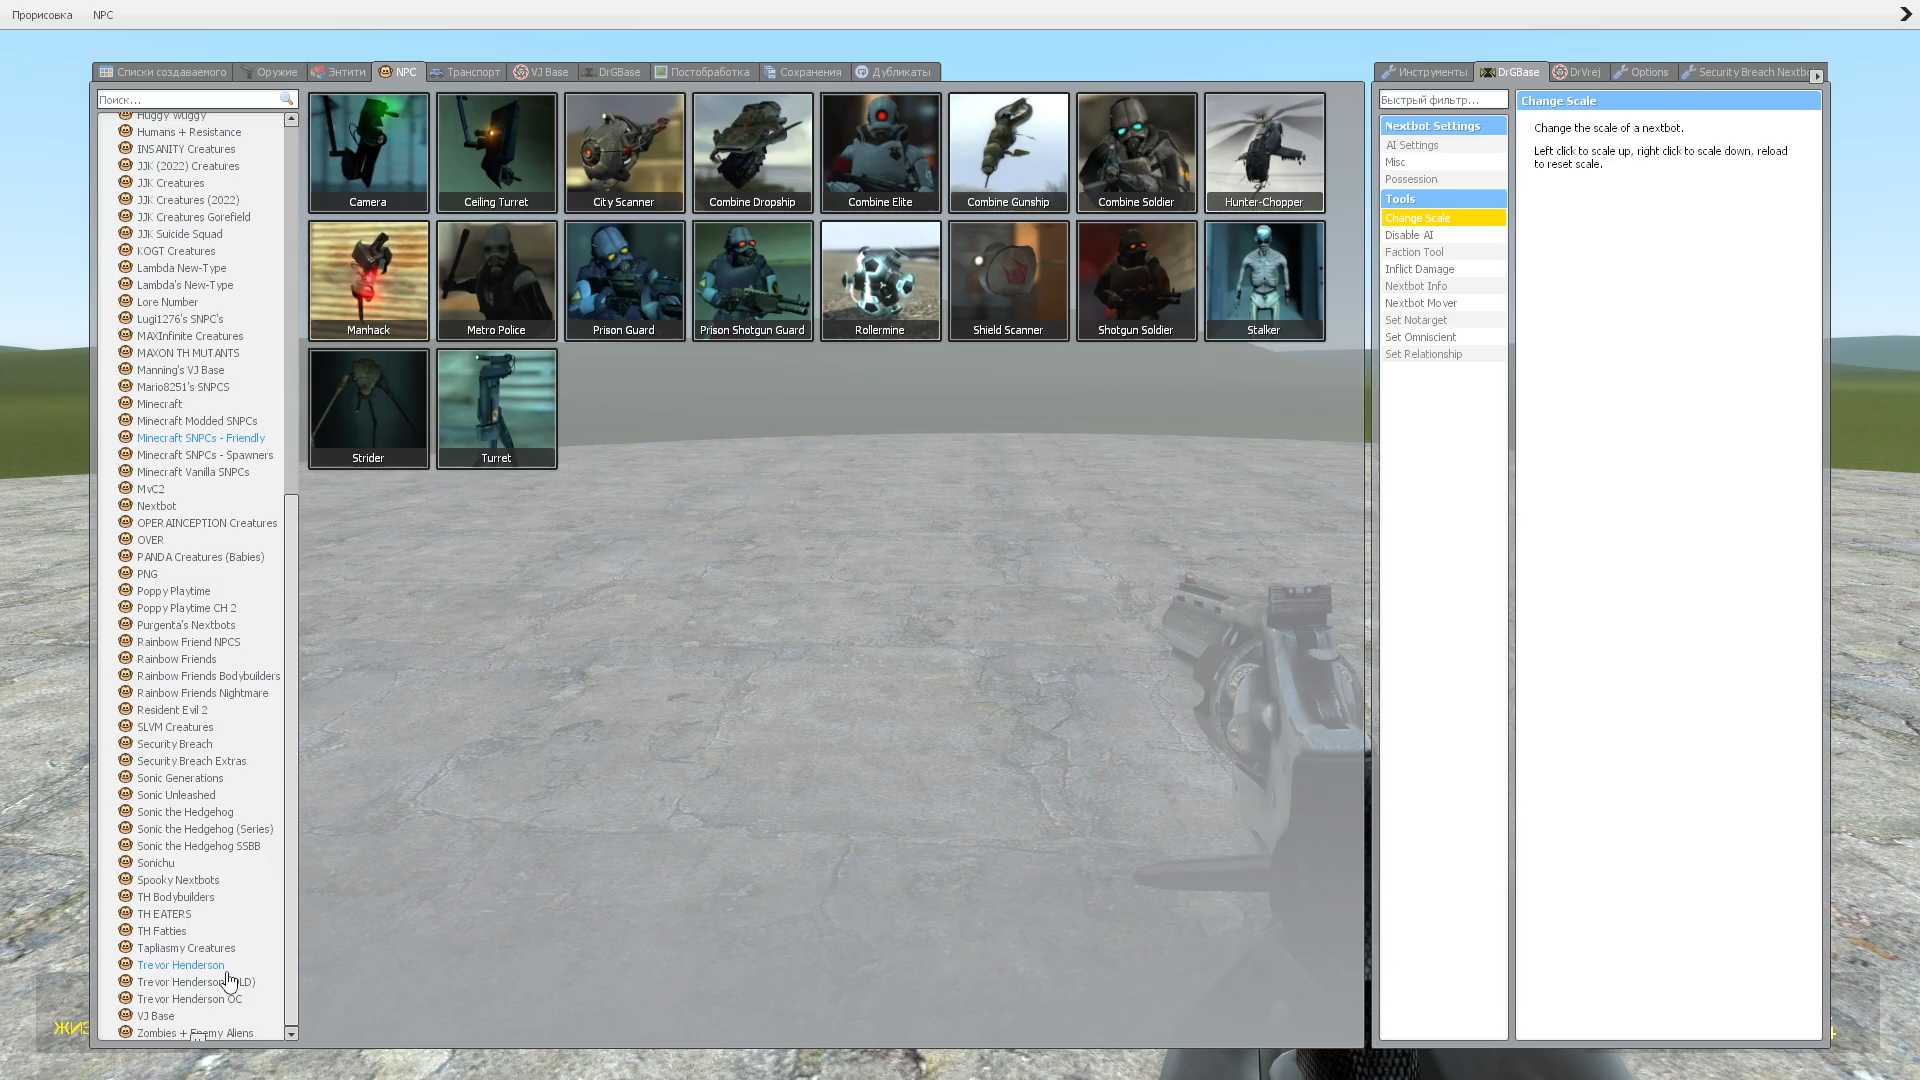 Прорисовка NPC
Списки создаваемого Оружие Энтити NPC Транспорт VJ Base DrGBase Постобработка Сохранения Дубликаты
Поиск...
Huggy Wuggy
Humans + Resistance
INSANITY Creatures
JJK (2022) Creatures
JJK Creatures
JJK Creatures (2022)
JJK Creatures Gorefield
JJK Suicide Squad
KOGT Creatures
Lambda New-Type
Lambda's New-Type
Lore Number
Lugi1276's SNPC's
MAXInfinite Creatures
MAXON TH MUTANTS
Manning's VJ Base
Mario8251's SNPCS
Minecraft
Minecraft Modded SNPCs
Minecraft SNPCs - Friendly
Minecraft SNPCs - Spawners
Minecraft Vanilla SNPCs
MvC2
Nextbot
OPERAINCEPTION Creatures
OVER
PANDA Creatures (Babies)
PNG
Poppy Playtime
Poppy Playtime CH 2
Purgenta's Nextbots
Rainbow Friend NPCS
Rainbow Friends
Rainbow Friends Bodybuilders
Rainbow Friends Nightmare
Resident Evil 2
SLVM Creatures
Security Breach
Security Breach Extras
Sonic Generations
Sonic Unleashed
Sonic the Hedgehog
Sonic the Hedgehog (Series)
Sonic the Hedgehog SSBB
Sonichu
Spooky Nextbots
TH Bodybuilders
TH EATERS
TH Fatties
Tapliasmy Creatures
Trevor Henderson
Trevor Henderson LD)
Trevor Henderson OC
VJ Base
Zombies + Enemy Aliens
Camera Ceiling Turret City Scanner Combine Dropship Combine Elite Combine Gunship Combine Soldier Hunter-Chopper
Manhack Metro Police Prison Guard Prison Shotgun Guard Rollermine Shield Scanner Shotgun Soldier Stalker
Strider Turret
Инструменты DrGBase DrVrej Options Security Breach Nextb
Быстрый фильтр...
Nextbot Settings
AI Settings
Misc
Possession
Tools
Change Scale
Disable AI
Faction Tool
Inflict Damage
Nextbot Info
Nextbot Mover
Set Notarget
Set Omniscient
Set Relationship
Change Scale
Change the scale of a nextbot.
Left click to scale up, right click to scale down, reload
to reset scale.